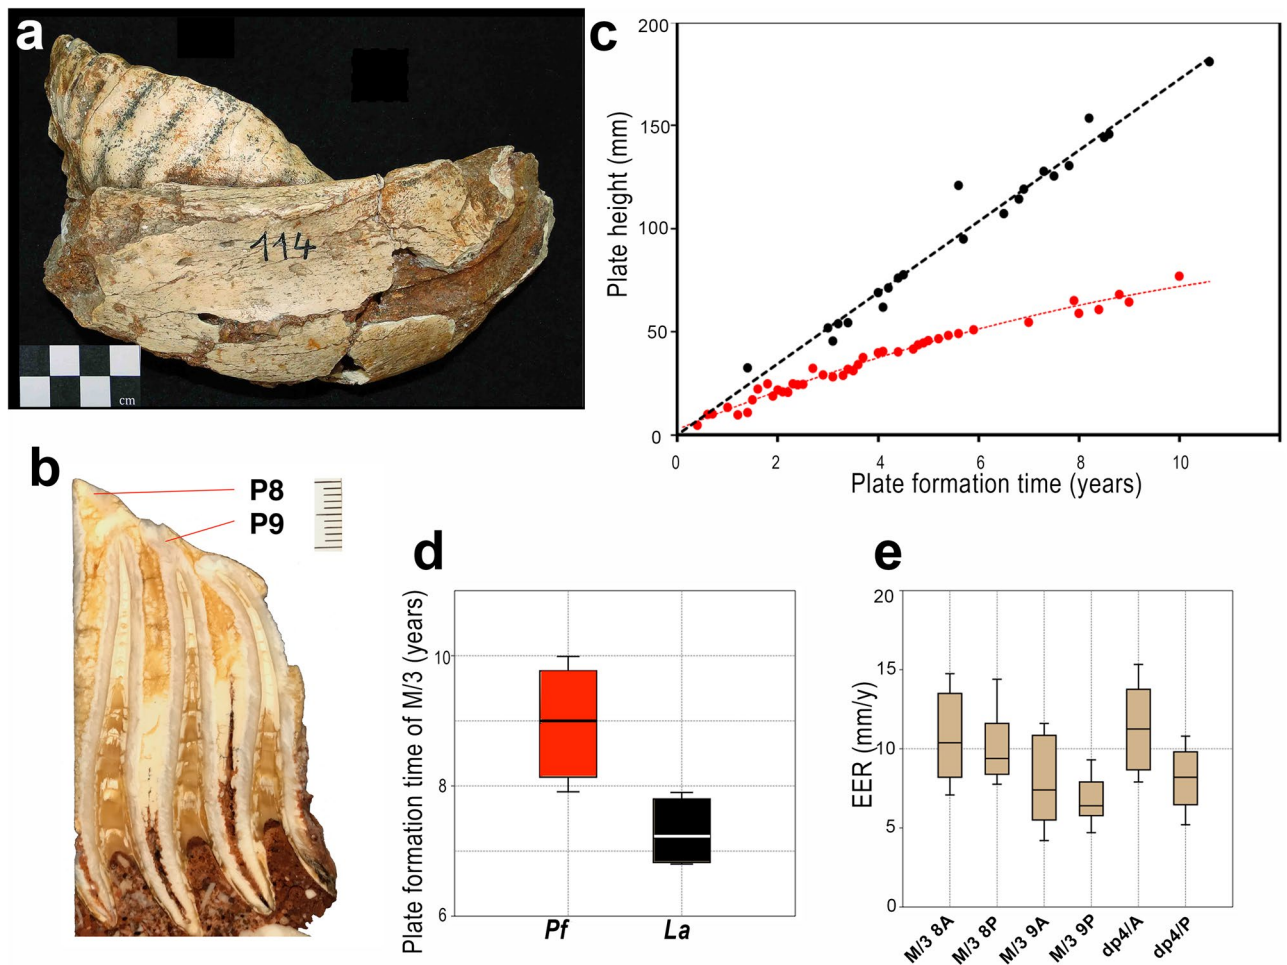 a
114
cm
b
P8
P9
c
Plate height (mm)
200
150
100
50
0
0 2 4 6 8 10
Plate formation time (years)
d
Plate formation time of M/3 (years)
10
8
6
Pf La
e
EER (mm/y)
20
15
10
5
0
M/3 8A M/3 8P M/3 9A M/3 9P dp4/A dp4/P